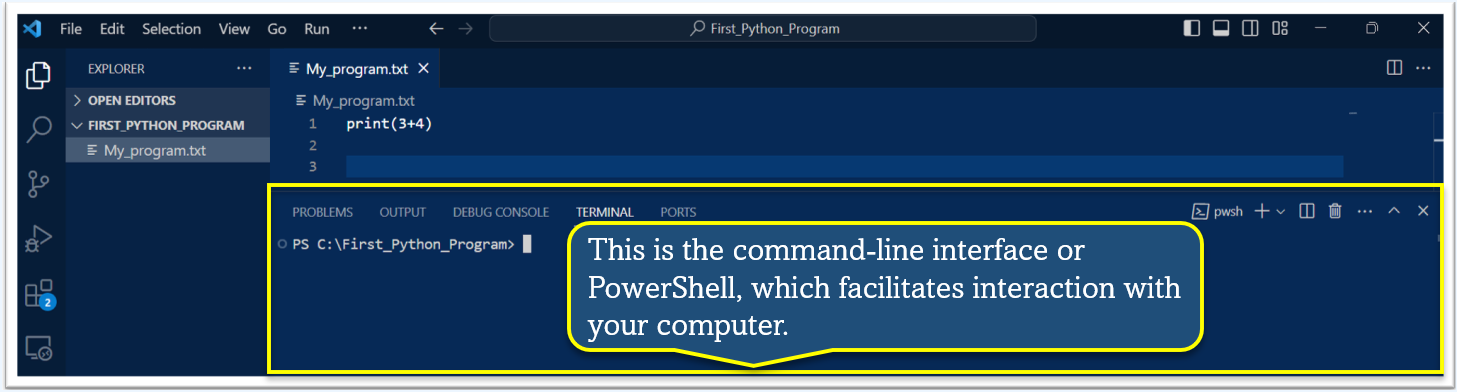 File Edit Selection View Go Run ··· ← → First_Python_Program
EXPLORER ···
My_program.txt ×
> OPEN EDITORS
My_program.txt
FIRST_PYTHON_PROGRAM
1 print(3+4)
My_program.txt
2
3
PROBLEMS OUTPUT DEBUG CONSOLE TERMINAL PORTS
pwsh
PS C:\First_Python_Program>
This is the command-line interface or
PowerShell, which facilitates interaction with
your computer.
2